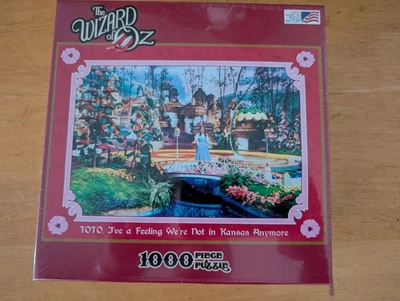 The
WIZARD
of OZ
TOTO, I've a Feeling We're Not in Kansas Anymore
1000 PIECE
PUZZLE